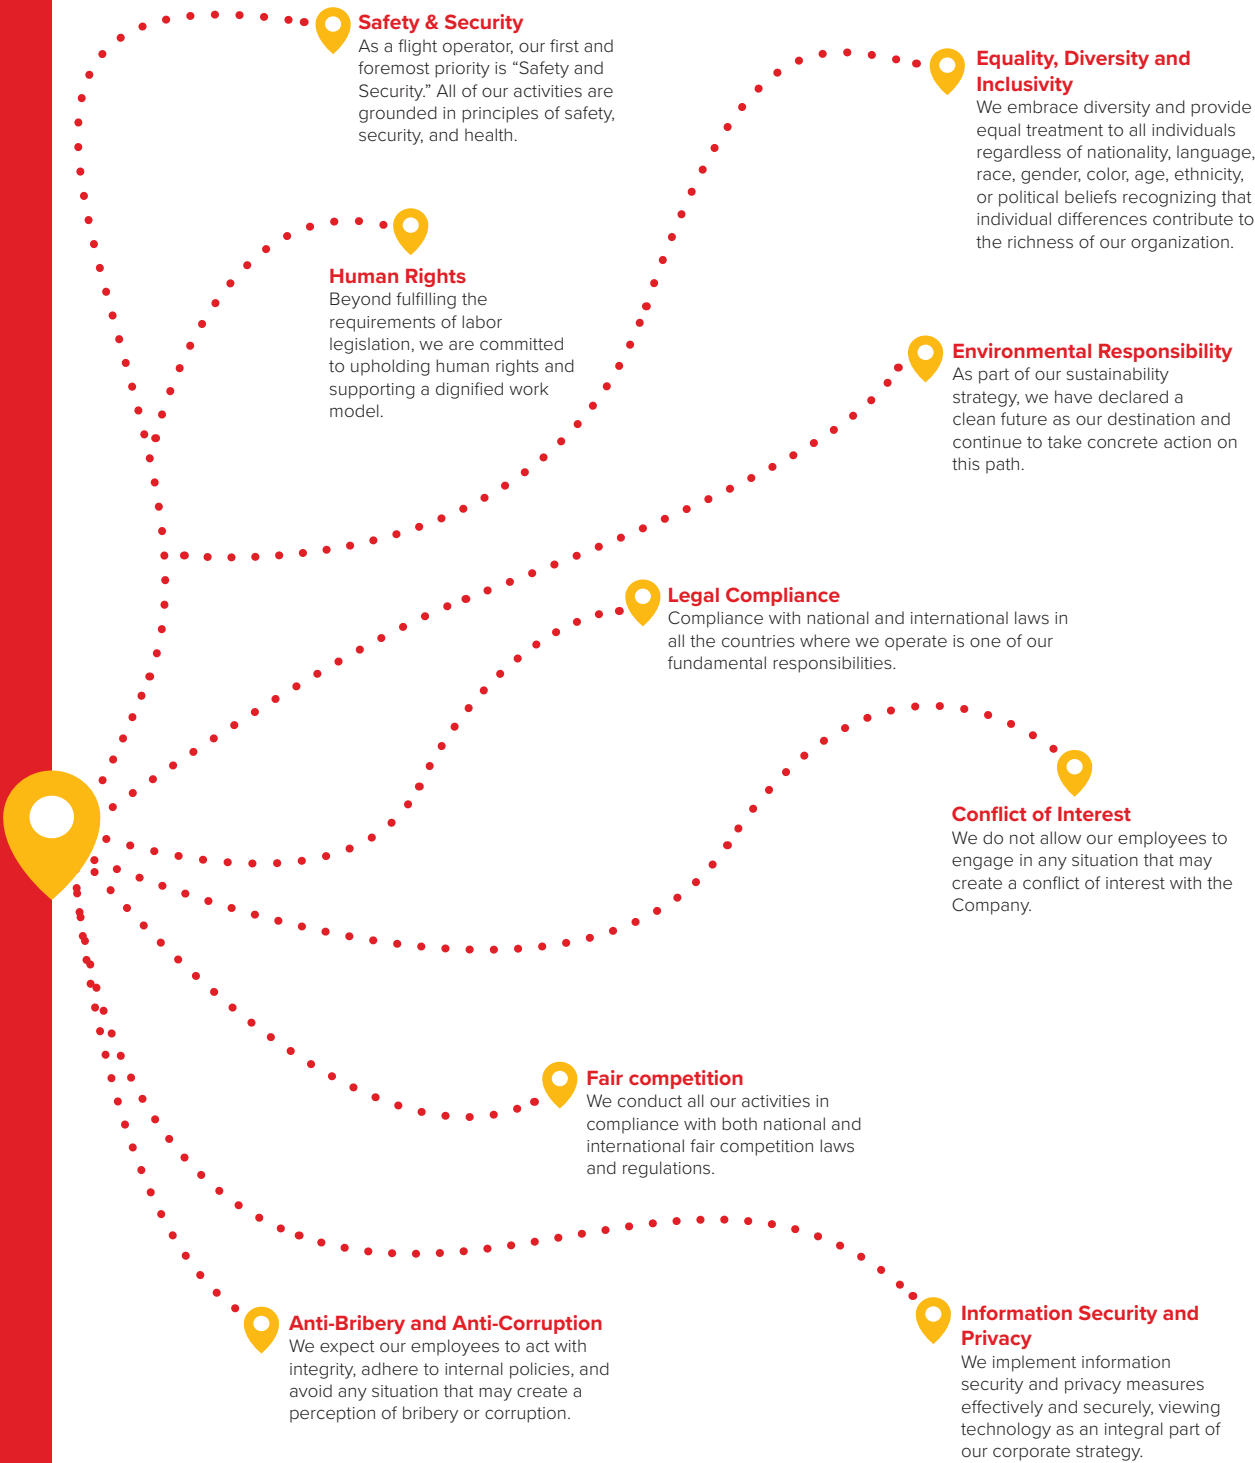 Safety & Security
As a flight operator, our first and
foremost priority is “Safety and
Security.” All of our activities are
grounded in principles of safety,
security, and health.
Equality, Diversity and
Inclusivity
We embrace diversity and provide
equal treatment to all individuals
regardless of nationality, language,
race, gender, color, age, ethnicity,
or political beliefs recognizing that
individual differences contribute to
the richness of our organization.
Human Rights
Beyond fulfilling the
requirements of labor
legislation, we are committed
to upholding human rights and
supporting a dignified work
model.
Environmental Responsibility
As part of our sustainability
strategy, we have declared a
clean future as our destination and
continue to take concrete action on
this path.
Legal Compliance
Compliance with national and international laws in
all the countries where we operate is one of our
fundamental responsibilities.
Conflict of Interest
We do not allow our employees to
engage in any situation that may
create a conflict of interest with the
Company.
Fair competition
We conduct all our activities in
compliance with both national and
international fair competition laws
and regulations.
Anti-Bribery and Anti-Corruption
We expect our employees to act with
integrity, adhere to internal policies, and
avoid any situation that may create a
perception of bribery or corruption.
Information Security and
Privacy
We implement information
security and privacy measures
effectively and securely, viewing
technology as an integral part of
our corporate strategy.